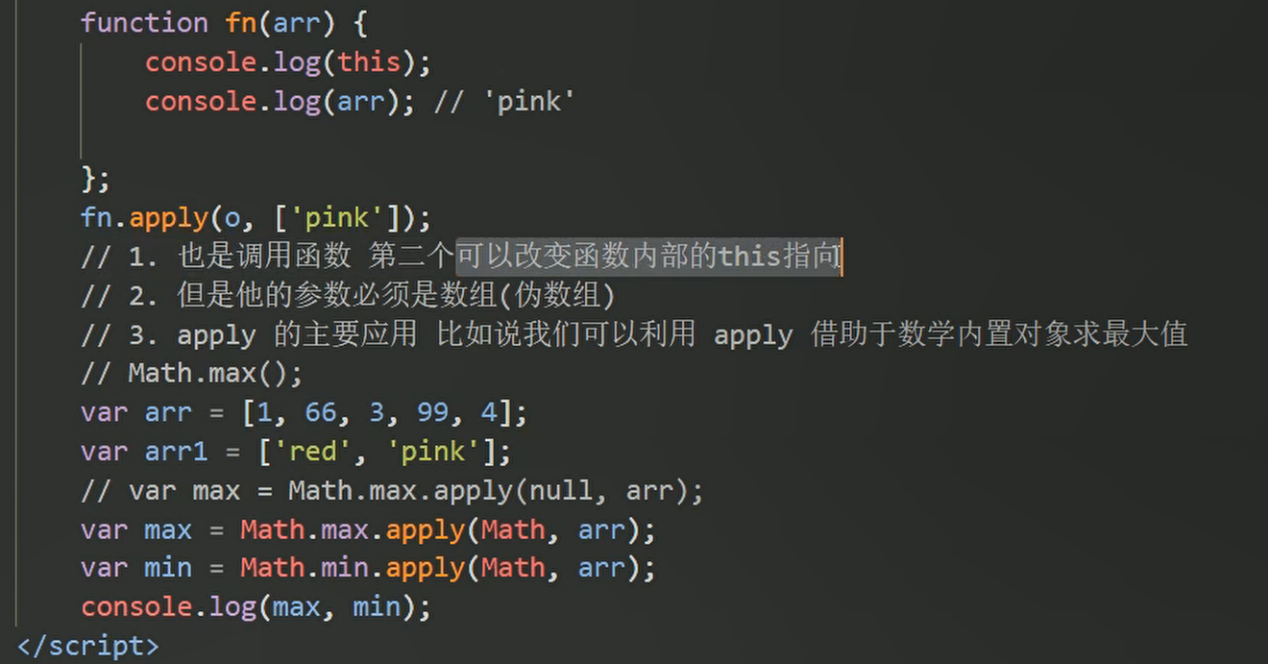 function fn(arr) {
console.log(this);
console.log(arr); // 'pink'
};
fn.apply(o, ['pink']);
// 1. 也是调用函数 第二个可以改变函数内部的this指向
// 2. 但是他的参数必须是数组(伪数组)
// 3. apply 的主要应用 比如说我们可以利用 apply 借助于数学内置对象求最大值
// Math.max();
var arr = [1, 66, 3, 99, 4];
var arr1 = ['red', 'pink'];
// var max = Math.max.apply(null, arr);
var max = Math.max.apply(Math, arr);
var min = Math.min.apply(Math, arr);
console.log(max, min);
</script>